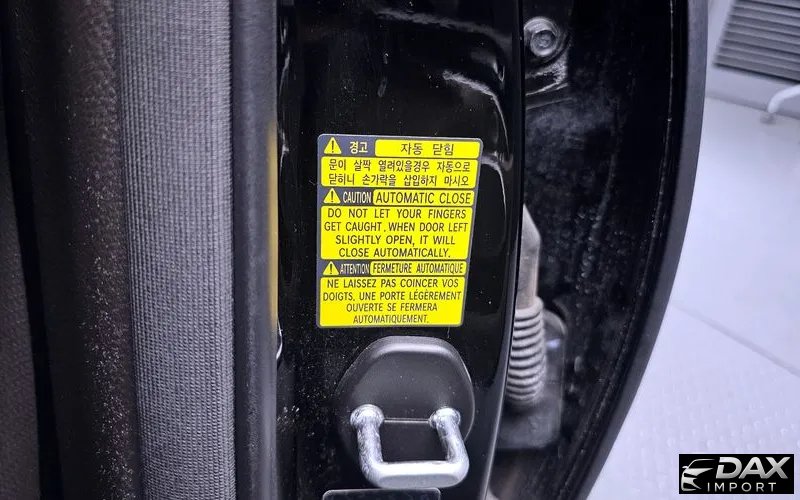 경고 자동 닫힘
문이 살짝 열려있을경우 자동으로
닫히니 손가락을 삽입하지 마시오
CAUTION AUTOMATIC CLOSE
DO NOT LET YOUR FINGERS
GET CAUGHT. WHEN DOOR LEFT
SLIGHTLY OPEN, IT WILL
CLOSE AUTOMATICALLY.
ATTENTION FERMETURE AUTOMATIQUE
NE LAISSEZ PAS COINCER VOS
DOIGTS. UNE PORTE LÉGÈREMENT
OUVERTE SE FERMERA
AUTOMATIQUEMENT.
DAX
IMPORT